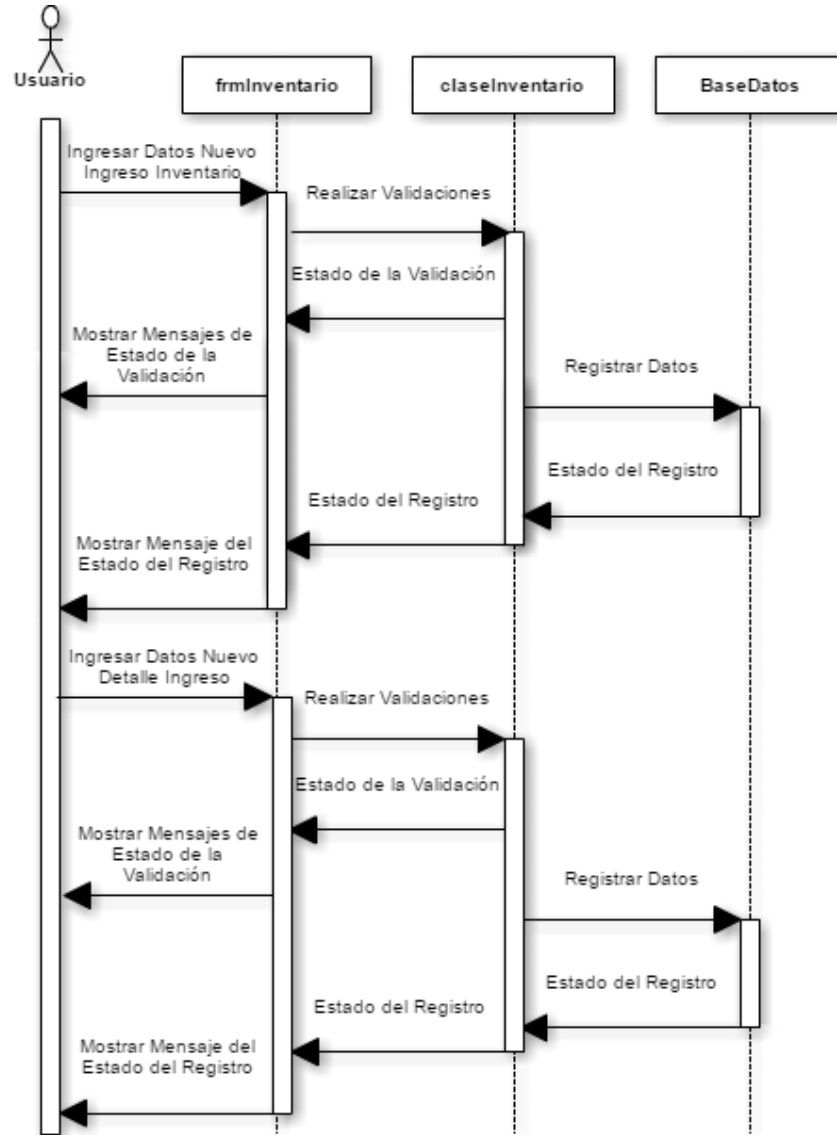 Usuario
frmInventario
claseInventario
BaseDatos
Ingresar Datos Nuevo
Ingreso Inventario
Realizar Validaciones
Estado de la Validación
Mostrar Mensajes de
Estado de la
Validación
Registrar Datos
Estado del Registro
Estado del Registro
Mostrar Mensaje del
Estado del Registro
Ingresar Datos Nuevo
Detalle Ingreso
Realizar Validaciones
Estado de la Validación
Mostrar Mensajes de
Estado de la
Validación
Registrar Datos
Estado del Registro
Estado del Registro
Mostrar Mensaje del
Estado del Registro